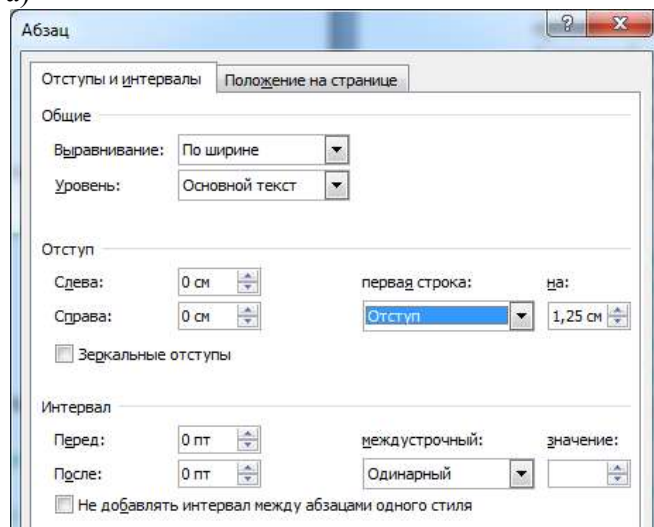 а)
Абзац
?
X
Отступы и интервалы Положение на странице
Общие
Выравнивание: По ширине
Уровень: Основной текст
Отступ
Слева: 0 см первая строка: на:
Справа: 0 см Отступ 1,25 см
Зеркальные отступы
Интервал
Перед: 0 пт междустрочный: значение:
После: 0 пт Одинарный
Не добавлять интервал между абзацами одного стиля